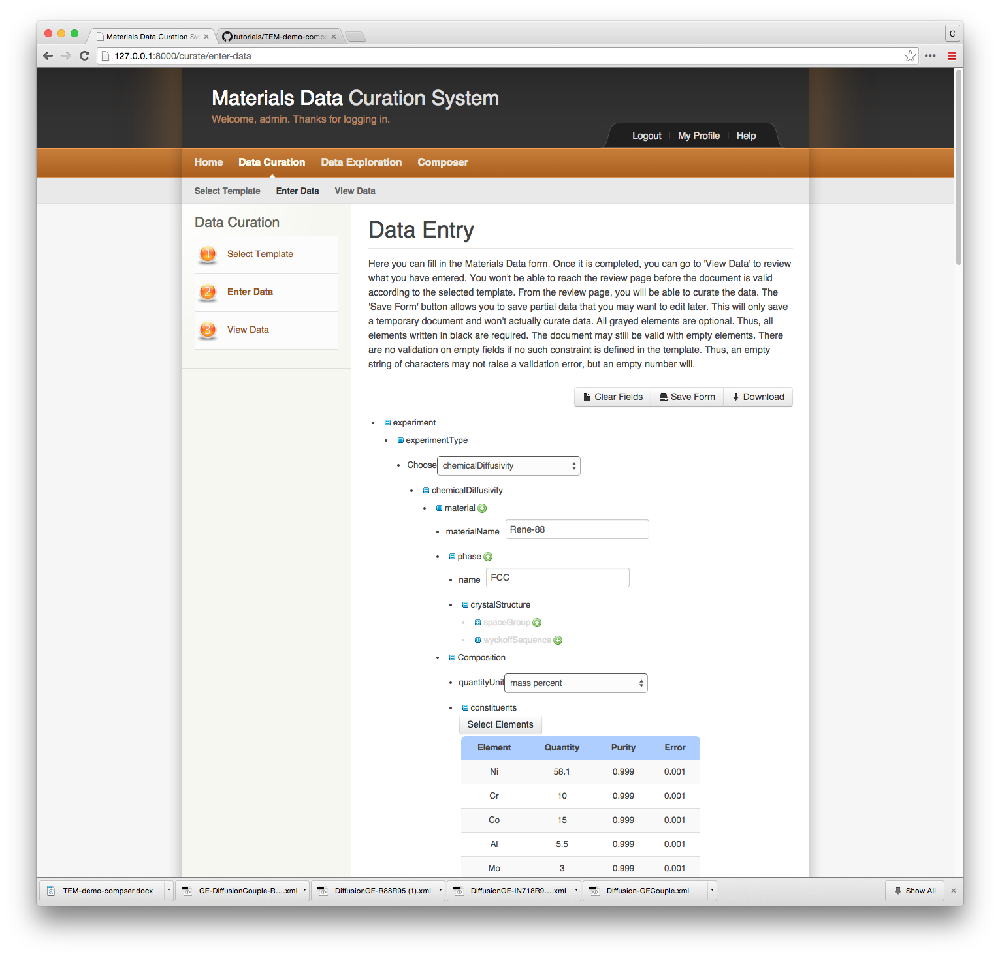 Materials Data Curation Sy
tutorials/TEM-demo-comps
C
127.0.0.1:8000/curate/enter-data
Materials Data Curation System
Welcome, admin. Thanks for logging in.
Logout | My Profile | Help
Home Data Curation Data Exploration Composer
Select Template Enter Data View Data
Data Curation
1 Select Template
2 Enter Data
3 View Data
Data Entry
Here you can fill in the Materials Data form. Once it is completed, you can go to 'View Data' to review
what you have entered. You won't be able to reach the review page before the document is valid
according to the selected template. From the review page, you will be able to curate the data. The
'Save Form' button allows you to save partial data that you may want to edit later. This will only save
a temporary document and won't actually curate data. All grayed elements are optional. Thus, all
elements written in black are required. The document may still be valid with empty elements. There
are no validation on empty fields if no such constraint is defined in the template. Thus, an empty
string of characters may not raise a validation error, but an empty number will.
Clear Fields Save Form Download
experiment
experimentType
Choose chemicalDiffusivity
chemicalDiffusivity
material
materialName Rene-88
phase
name FCC
crystalStructure
spaceGroup
wyckoffSequence
Composition
quantityUnit mass percent
constituents
Select Elements
Element Quantity Purity Error
Ni 58.1 0.999 0.001
Cr 10 0.999 0.001
Co 15 0.999 0.001
Al 5.5 0.999 0.001
Mo 3 0.999 0.001
TEM-demo-compser.docx GE-DiffusionCouple-R....xml DiffusionGE-R88R95 (1).xml DiffusionGE-IN718R9....xml Diffusion-GECouple.xml Show All